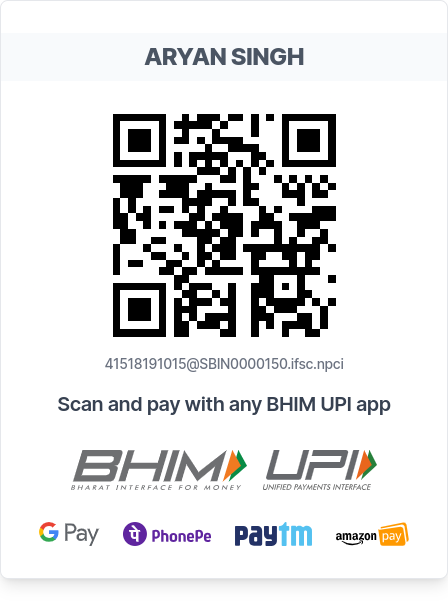 ARYAN SINGH
41518191015@SBIN0000150.ifsc.npci
Scan and pay with any BHIM UPI app
BHIM UPI
BHARAT INTERFACE FOR MONEY UNIFIED PAYMENTS INTERFACE
G Pay पे PhonePe paytm amazon pay